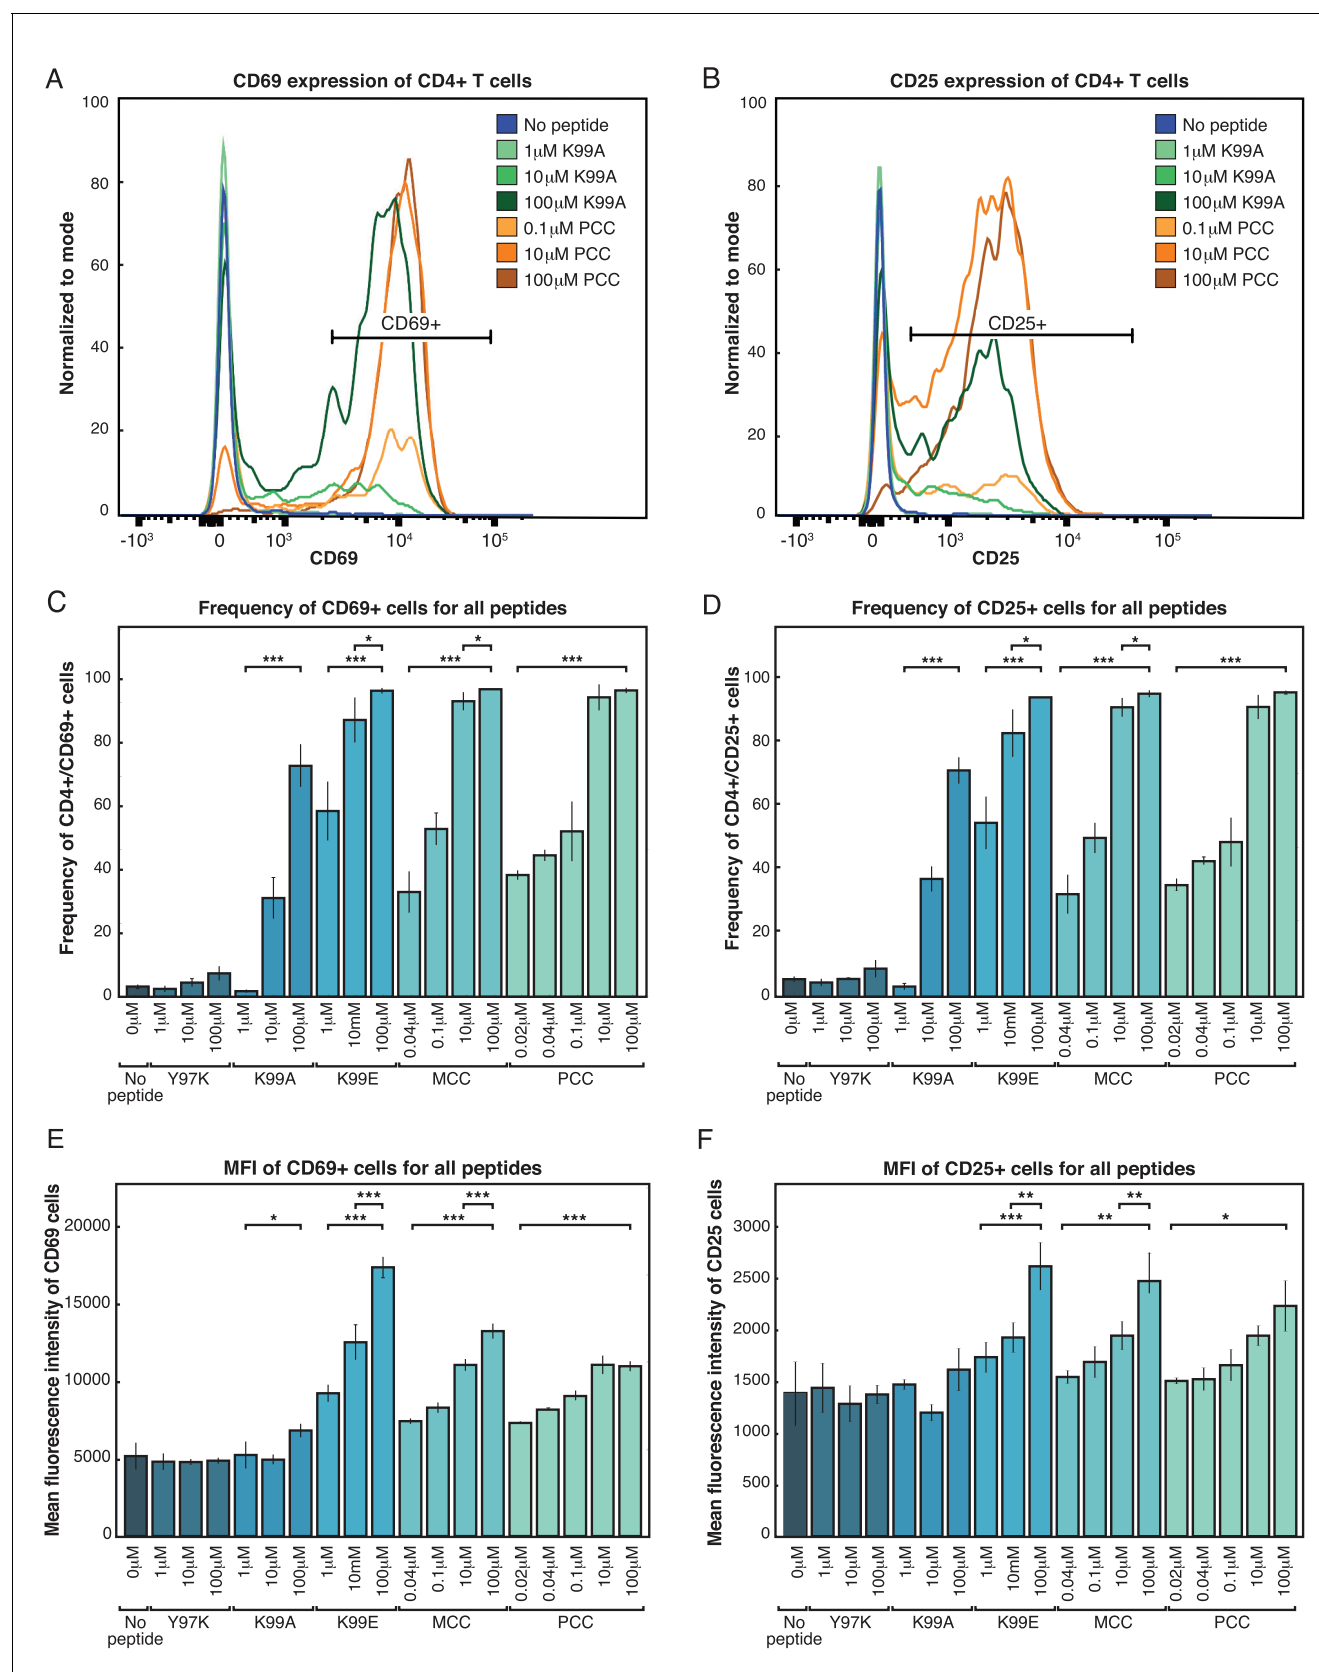 A
CD69 expression of CD4+ T cells
Normalized to mode
100
80
60
40
20
0
No peptide
1µM K99A
10µM K99A
100µM K99A
0.1µM PCC
10µM PCC
100µM PCC
CD69+
-10³ 0 10³ 10⁴ 10⁵
CD69
B
CD25 expression of CD4+ T cells
Normalized to mode
100
80
60
40
20
0
No peptide
1µM K99A
10µM K99A
100µM K99A
0.1µM PCC
10µM PCC
100µM PCC
CD25+
-10³ 0 10³ 10⁴ 10⁵
CD25
C
Frequency of CD69+ cells for all peptides
Frequency of CD4+/CD69+ cells
100
80
60
40
20
0
* *
*** *** *** ***
0µM 1µM 10µM 100µM 1µM 10µM 100µM 1µM 10mM 100µM 0.04µM 0.1µM 10µM 100µM 0.02µM 0.04µM 0.1µM 10µM 100µM
No peptide Y97K K99A K99E MCC PCC
D
Frequency of CD25+ cells for all peptides
Frequency of CD4+/CD25+ cells
100
80
60
40
20
0
* *
*** *** *** ***
0µM 1µM 10µM 100µM 1µM 10µM 100µM 1µM 10mM 100µM 0.04µM 0.1µM 10µM 100µM 0.02µM 0.04µM 0.1µM 10µM 100µM
No peptide Y97K K99A K99E MCC PCC
E
MFI of CD69+ cells for all peptides
Mean fluorescence intensity of CD69 cells
20000
15000
10000
5000
0
*** ***
* *** *** ***
0µM 1µM 10µM 100µM 1µM 10µM 100µM 1µM 10mM 100µM 0.04µM 0.1µM 10µM 100µM 0.02µM 0.04µM 0.1µM 10µM 100µM
No peptide Y97K K99A K99E MCC PCC
F
MFI of CD25+ cells for all peptides
Mean fluorescence intensity of CD25 cells
3000
2500
2000
1500
1000
500
0
** **
*** ** *
0µM 1µM 10µM 100µM 1µM 10µM 100µM 1µM 10mM 100µM 0.04µM 0.1µM 10µM 100µM 0.02µM 0.04µM 0.1µM 10µM 100µM
No peptide Y97K K99A K99E MCC PCC